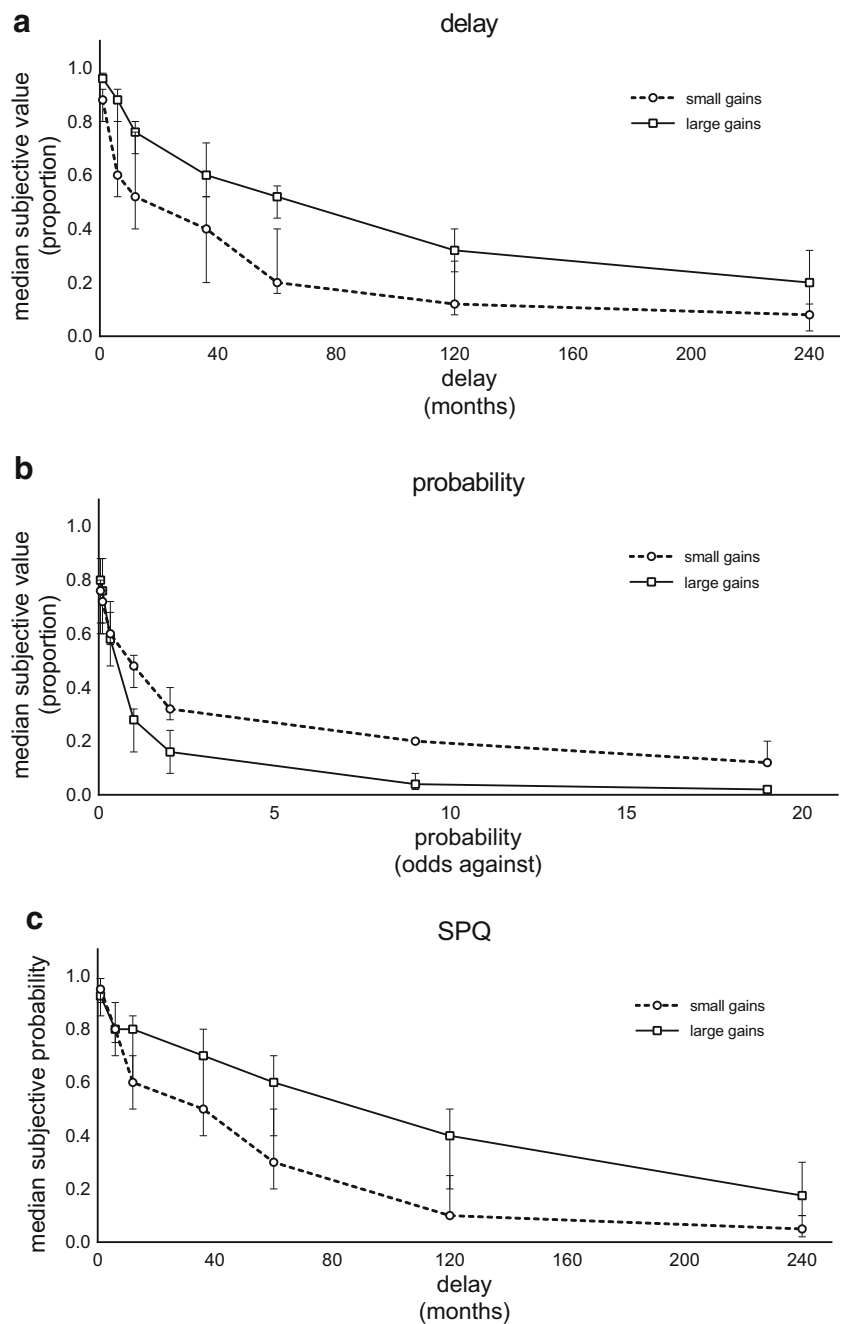 a
delay
median subjective value
(proportion)
1.0
0.8
0.6
0.4
0.2
0.0
0 40 80 120 160 200 240
delay
(months)
small gains
large gains
b
probability
median subjective value
(proportion)
1.0
0.8
0.6
0.4
0.2
0.0
0 5 10 15 20
probability
(odds against)
small gains
large gains
c
SPQ
median subjective probability
1.0
0.8
0.6
0.4
0.2
0.0
0 40 80 120 160 200 240
delay
(months)
small gains
large gains